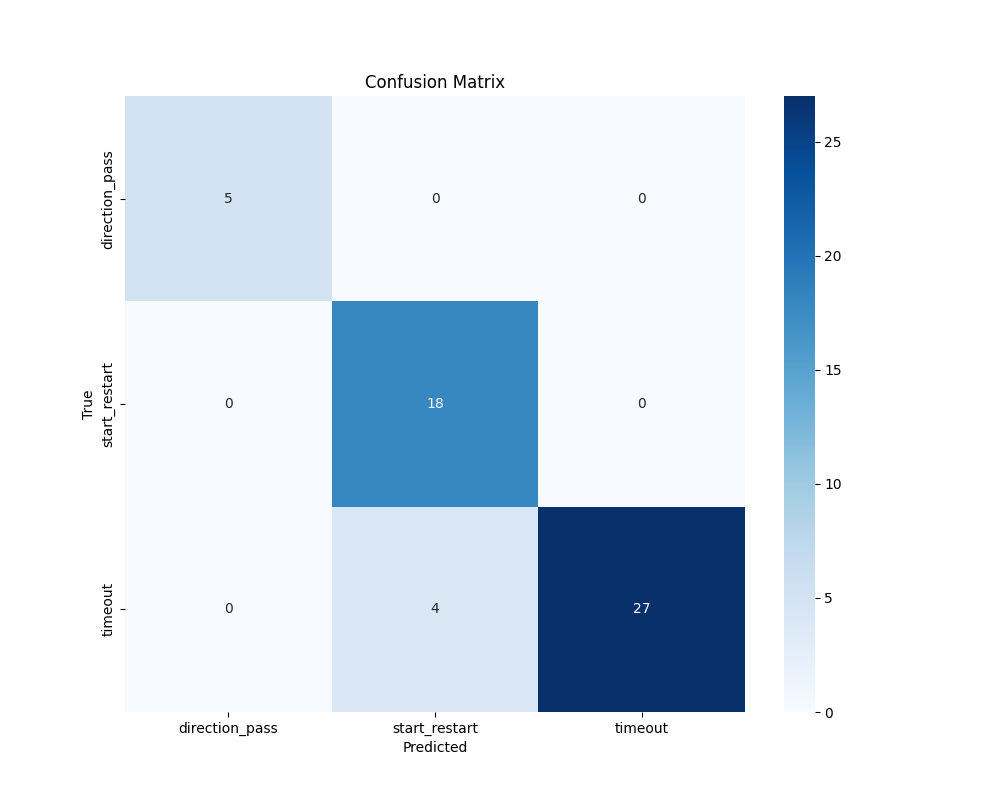 Confusion Matrix
True
direction_pass
5 0 0
start_restart
0 18 0
timeout
0 4 27
direction_pass start_restart timeout
Predicted
25
20
15
10
5
0